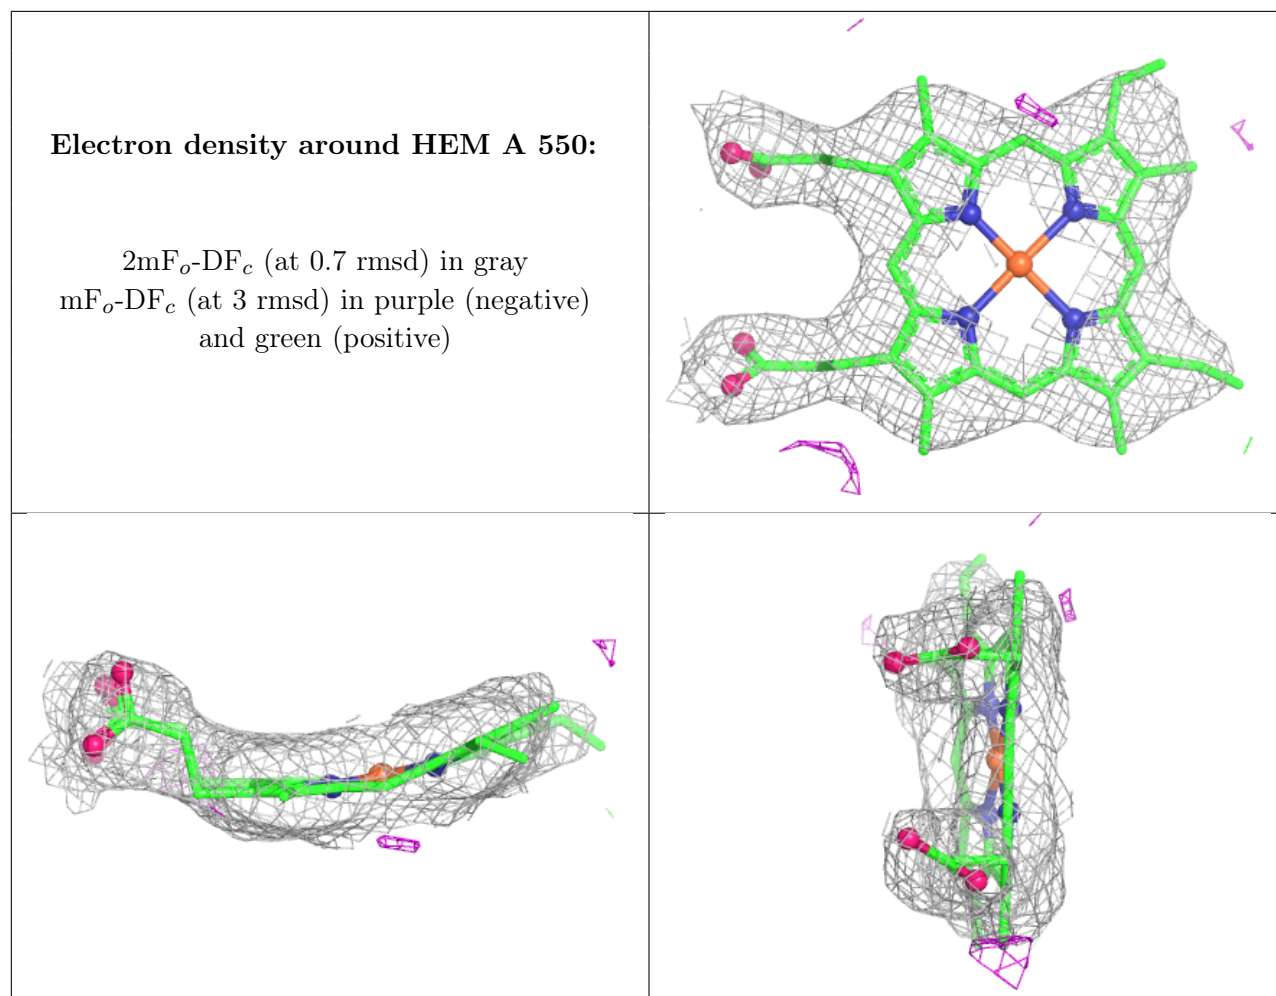 Electron density around HEM A 550:
2mFo-DFc (at 0.7 rmsd) in gray
mFo-DFc (at 3 rmsd) in purple (negative)
and green (positive)